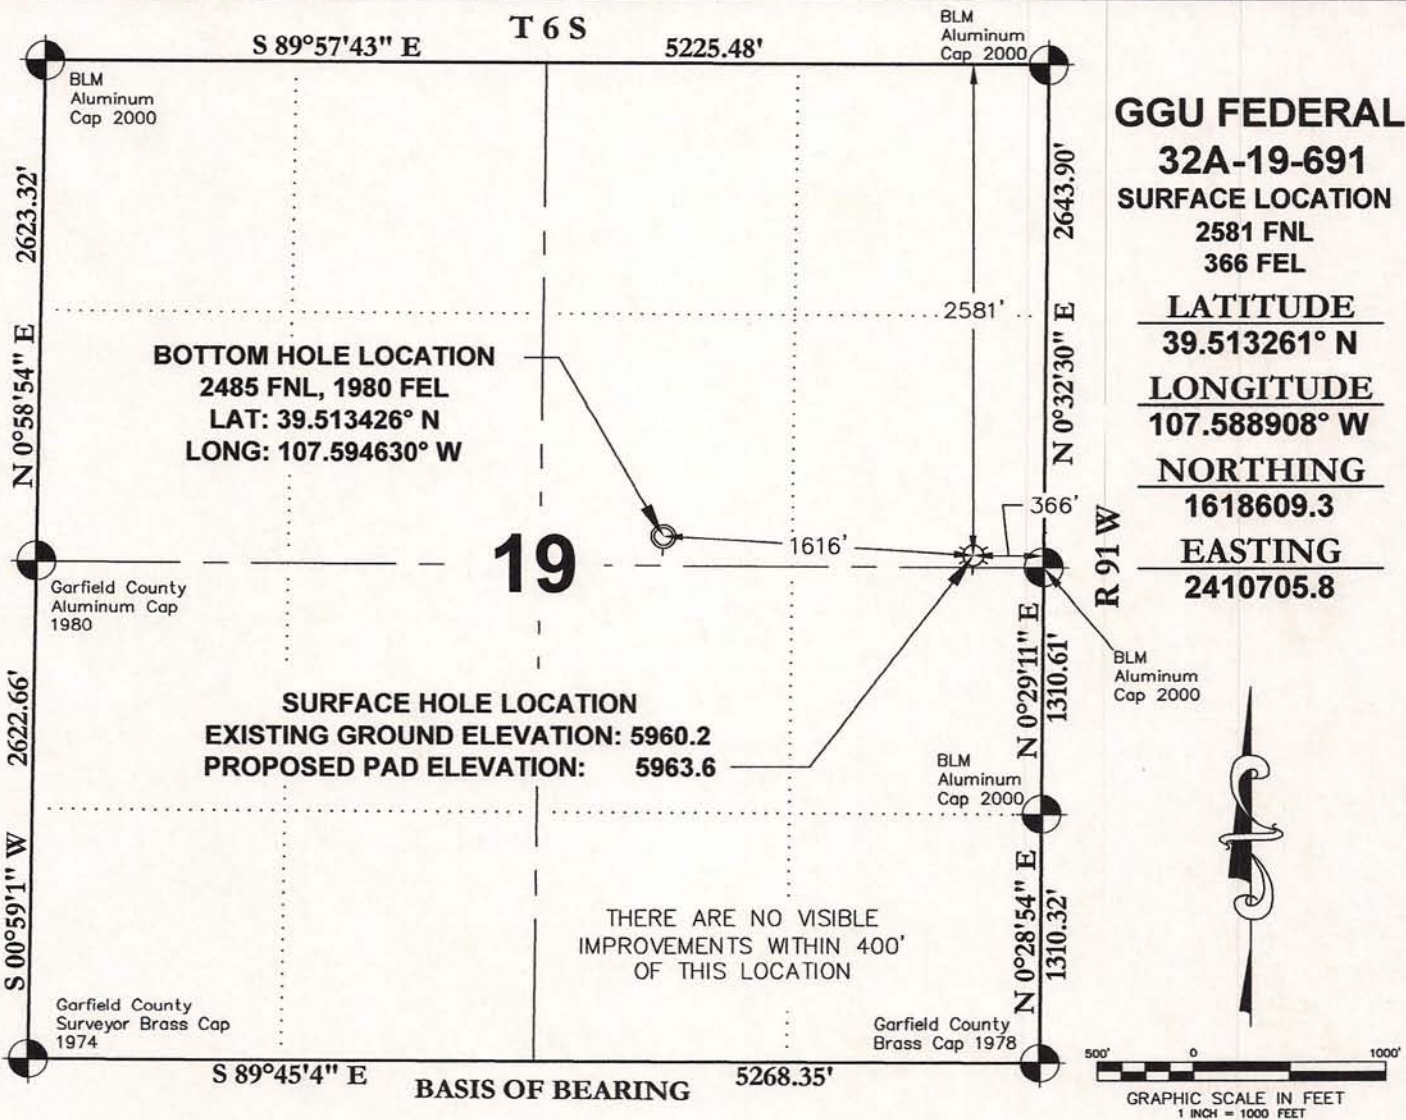 T 6 S
S 89°57'43" E
5225.48'
BLM
Aluminum
Cap 2000
BLM
Aluminum
Cap 2000
2623.32'
N 0°58'54" E
2643.90'
N 0°32'30" E
GGU FEDERAL
32A-19-691
SURFACE LOCATION
2581 FNL
366 FEL
LATITUDE
39.513261° N
LONGITUDE
107.588908° W
NORTHING
1618609.3
EASTING
2410705.8
2581'
BOTTOM HOLE LOCATION
2485 FNL, 1980 FEL
LAT: 39.513426° N
LONG: 107.594630° W
366'
1616'
19
R 91 W
Garfield County
Aluminum Cap
1980
BLM
Aluminum
Cap 2000
2622.66'
S 00°59'1" W
N 0°29'11" E
1310.61'
SURFACE HOLE LOCATION
EXISTING GROUND ELEVATION: 5960.2
PROPOSED PAD ELEVATION: 5963.6
BLM
Aluminum
Cap 2000
N 0°28'54" E
1310.32'
THERE ARE NO VISIBLE
IMPROVEMENTS WITHIN 400'
OF THIS LOCATION
Garfield County
Surveyor Brass Cap
1974
Garfield County
Brass Cap 1978
S 89°45'4" E
BASIS OF BEARING
5268.35'
500' 0 1000'
GRAPHIC SCALE IN FEET
1 INCH = 1000 FEET